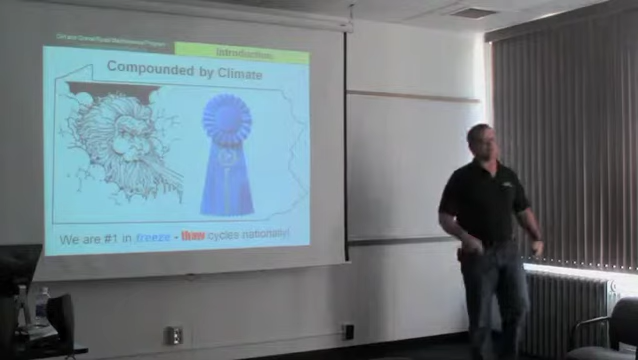 Introduction
Compounded by Climate
We are #1 in freeze - thaw cycles nationally!